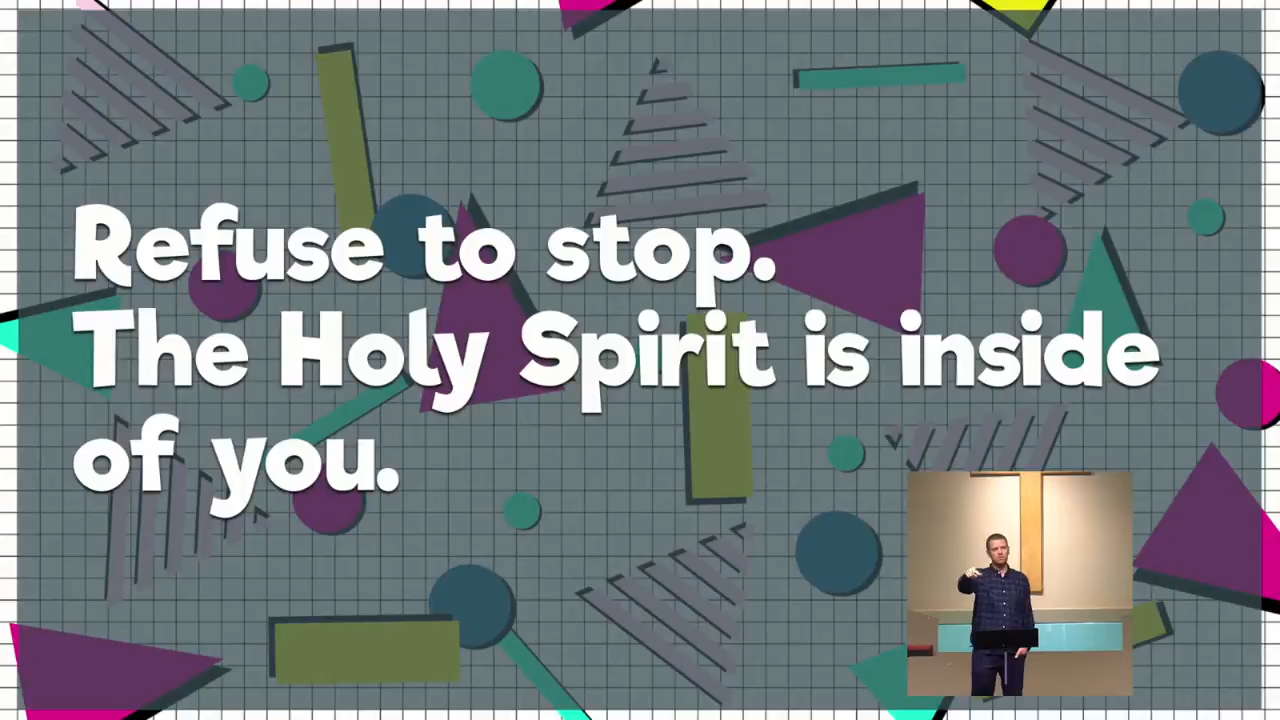 Refuse to stop.
The Holy Spirit is inside
of you.